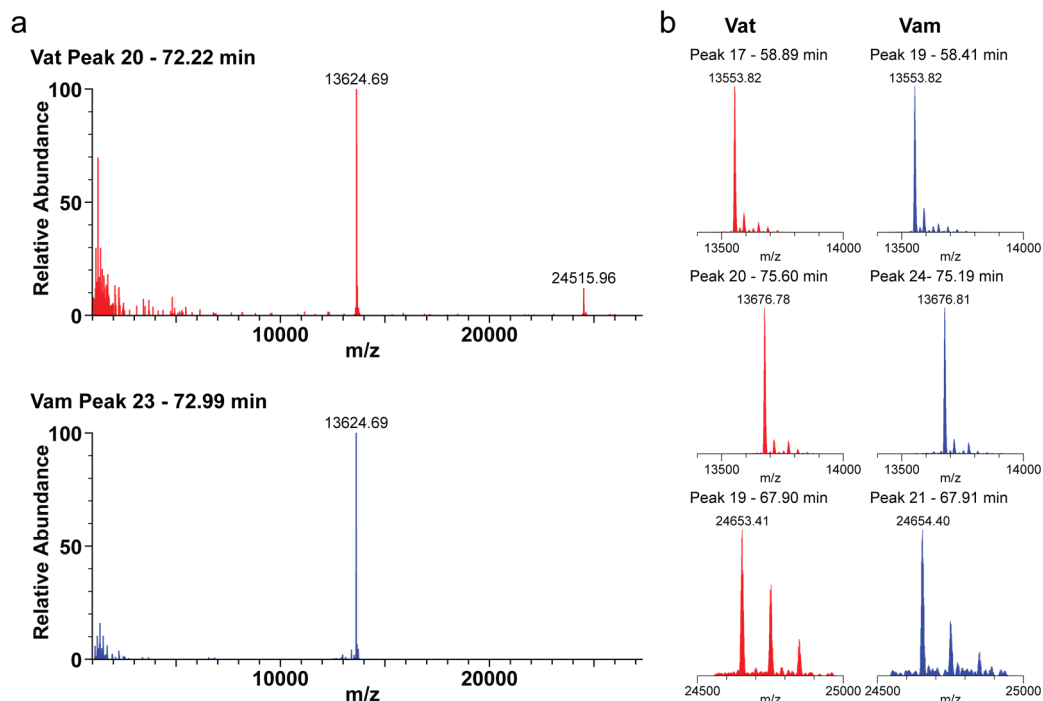 a
Vat Peak 20 - 72.22 min
13624.69
100
50
0
24515.96
10000
20000
Relative Abundance
m/z
Vam Peak 23 - 72.99 min
13624.69
100
50
0
10000
20000
Relative Abundance
m/z
b
Vat
Vam
Peak 17 - 58.89 min
Peak 19 - 58.41 min
13553.82
13553.82
13500
14000
13500
14000
m/z
m/z
Peak 20 - 75.60 min
Peak 24- 75.19 min
13676.78
13676.81
13500
14000
13500
14000
m/z
m/z
Peak 19 - 67.90 min
Peak 21 - 67.91 min
24653.41
24654.40
24500
25000
24500
25000
m/z
m/z